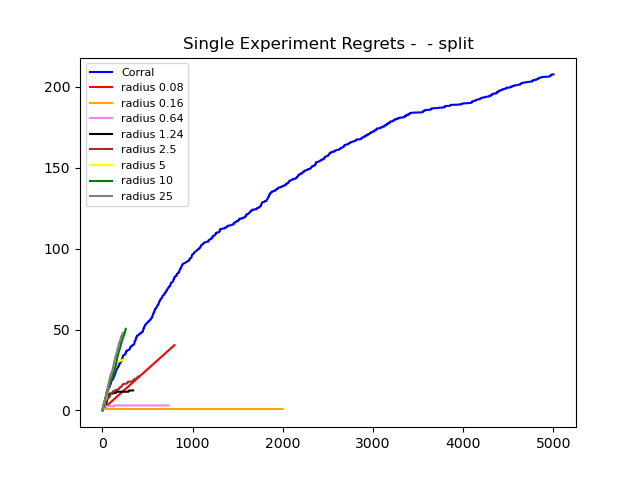 Single Experiment Regrets -  - split
Corral
radius 0.08
radius 0.16
radius 0.64
radius 1.24
radius 2.5
radius 5
radius 10
radius 25
200
150
100
50
0
0 1000 2000 3000 4000 5000